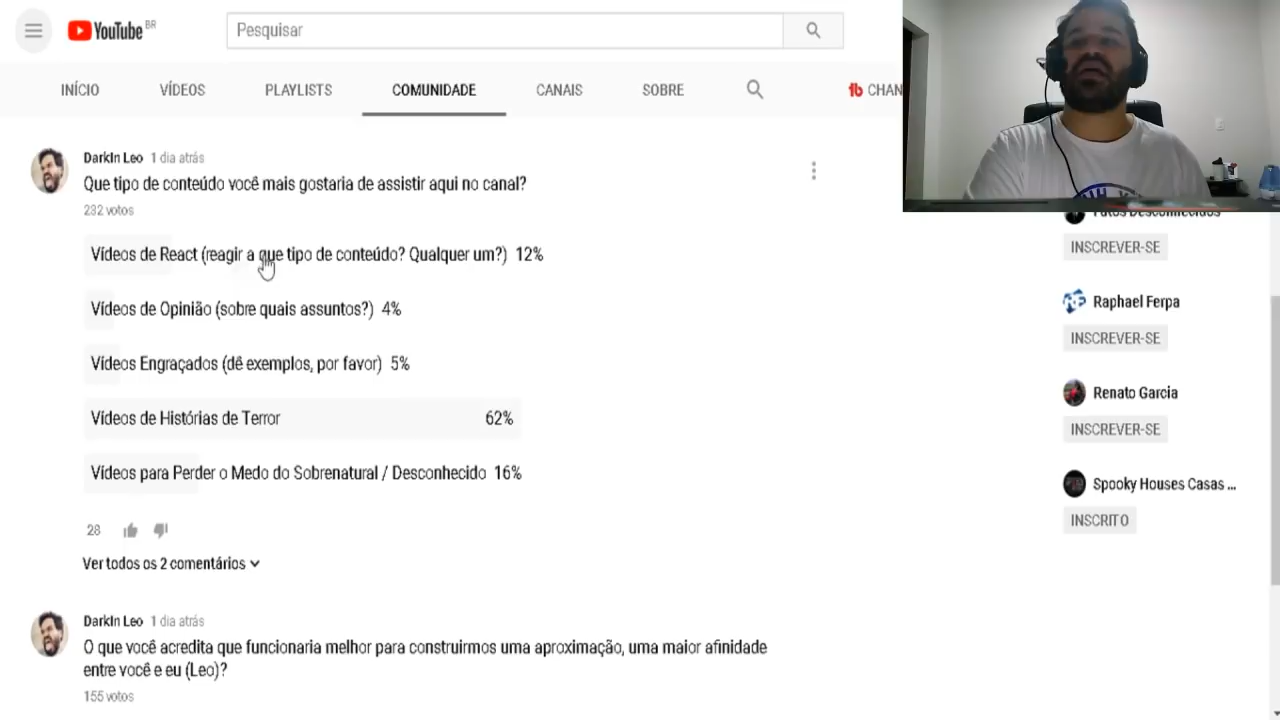 YouTube BR
Pesquisar
INÍCIO
VÍDEOS
PLAYLISTS
COMUNIDADE
CANAIS
SOBRE
tb CHAN
DarkIn Leo 1 dia atrás
Que tipo de conteúdo você mais gostaria de assistir aqui no canal?
232 votos
Vídeos de React (reagir a que tipo de conteúdo? Qualquer um?) 12%
Vídeos de Opinião (sobre quais assuntos?) 4%
Vídeos Engraçados (dê exemplos, por favor) 5%
Vídeos de Histórias de Terror 62%
Vídeos para Perder o Medo do Sobrenatural / Desconhecido 16%
28
Ver todos os 2 comentários
DarkIn Leo 1 dia atrás
O que você acredita que funcionaria melhor para construirmos uma aproximação, uma maior afinidade
entre você e eu (Leo)?
155 votos
Fatos Desconhecidos
INSCREVER-SE
Raphael Ferpa
INSCREVER-SE
Renato Garcia
INSCREVER-SE
Spooky Houses Casas ...
INSCRITO